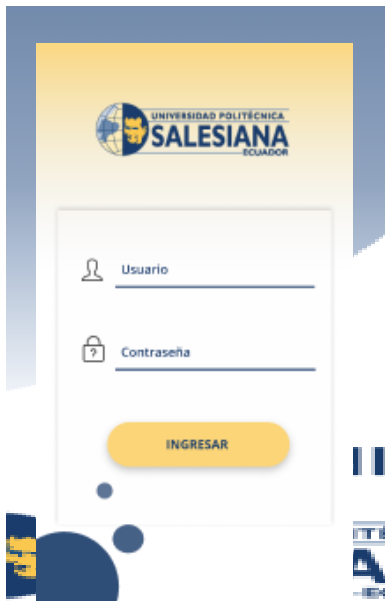 UNIVERSIDAD POLITÉCNICA
SALESIANA
ECUADOR
Usuario
Contraseña
INGRESAR